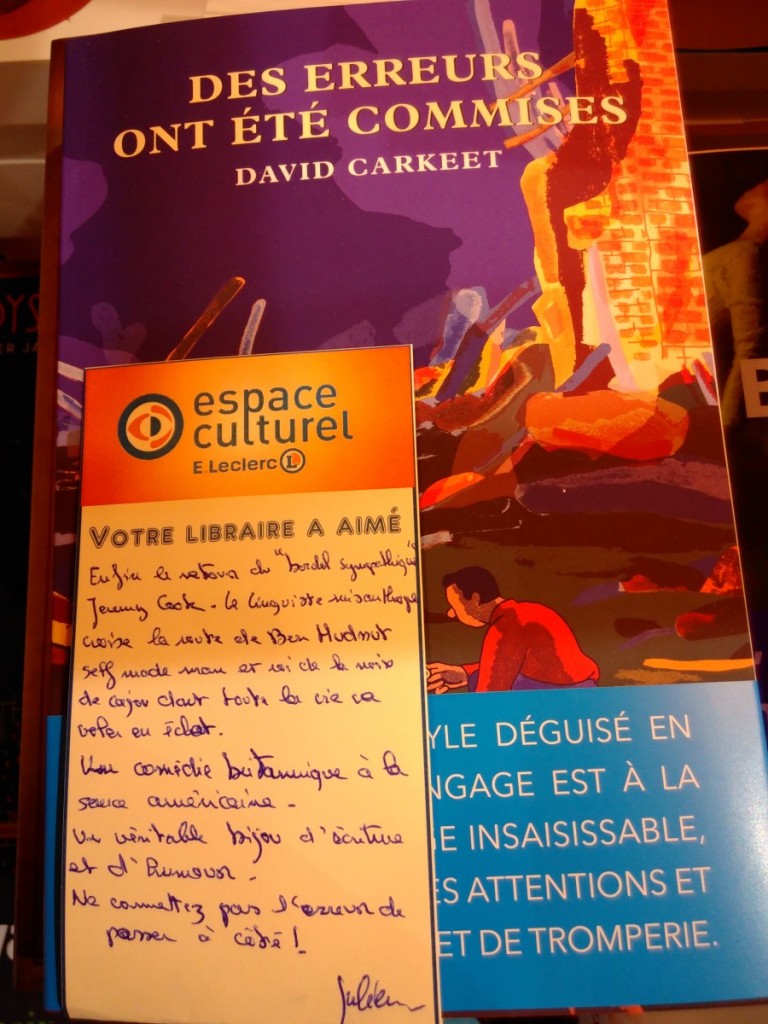 DES ERREURS
ONT ÉTÉ COMMISES
DAVID CARKEET
espace
culturel
E.Leclerc L
VOTRE LIBRAIRE A AIMÉ
Enfin le retour du "bordel sympathique"
Jeremy Cook. Le linguiste misanthrope
croise la route de Ben Hudnut
self made man et roi de la noix
de cajou dont toute la vie va
voler en éclat.
Une comédie britannique à la
sauce américaine.
Un véritable bijou d'écriture
et d'humour.
Ne commettez pas l'erreur de
passer à côté !
Julien
YLE DÉGUISÉ EN
NGAGE EST À LA
E INSAISISSABLE,
ES ATTENTIONS ET
ET DE TROMPERIE.